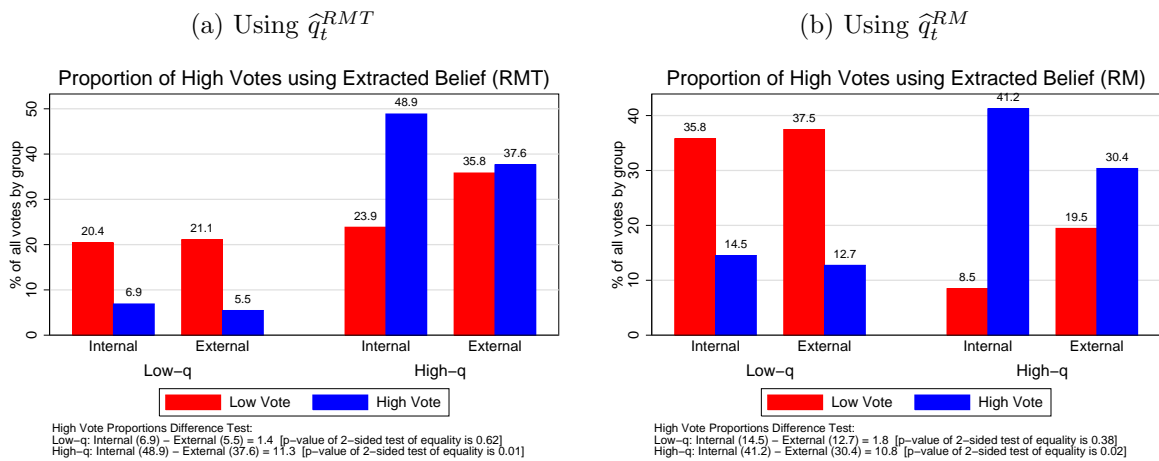 (a) Using q̂_t^{RMT}
Proportion of High Votes using Extracted Belief (RMT)
% of all votes by group
50
40
30
20
10
0
20.4
6.9
21.1
5.5
23.9
48.9
35.8
37.6
Internal External Internal External
Low−q High−q
Low Vote High Vote
High Vote Proportions Difference Test:
Low−q: Internal (6.9) − External (5.5) = 1.4 [p−value of 2−sided test of equality is 0.62]
High−q: Internal (48.9) − External (37.6) = 11.3 [p−value of 2−sided test of equality is 0.01]
(b) Using q̂_t^{RM}
Proportion of High Votes using Extracted Belief (RM)
% of all votes by group
40
30
20
10
0
35.8
14.5
37.5
12.7
8.5
41.2
19.5
30.4
Internal External Internal External
Low−q High−q
Low Vote High Vote
High Vote Proportions Difference Test:
Low−q: Internal (14.5) − External (12.7) = 1.8 [p−value of 2−sided test of equality is 0.38]
High−q: Internal (41.2) − External (30.4) = 10.8 [p−value of 2−sided test of equality is 0.02]